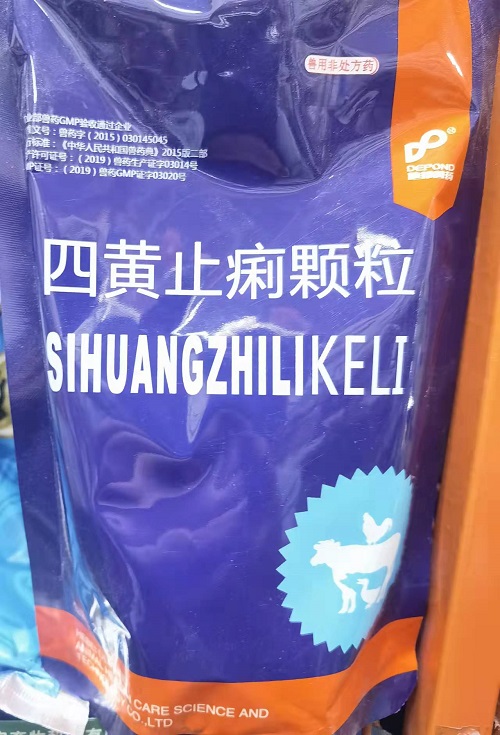 兽用非处方药
业部兽药GMP验收通过企业
文号：兽药字（2015）030145045
标准：《中华人民共和国兽药典》2015版二部
许可证号：（2019）兽药生产证字03014号
证号：（2019）兽药GMP证字03020号
DEPOND
四黄止痢颗粒
SIHUANGZHILIKELI
CARE SCIENCE AND
CO.,LTD